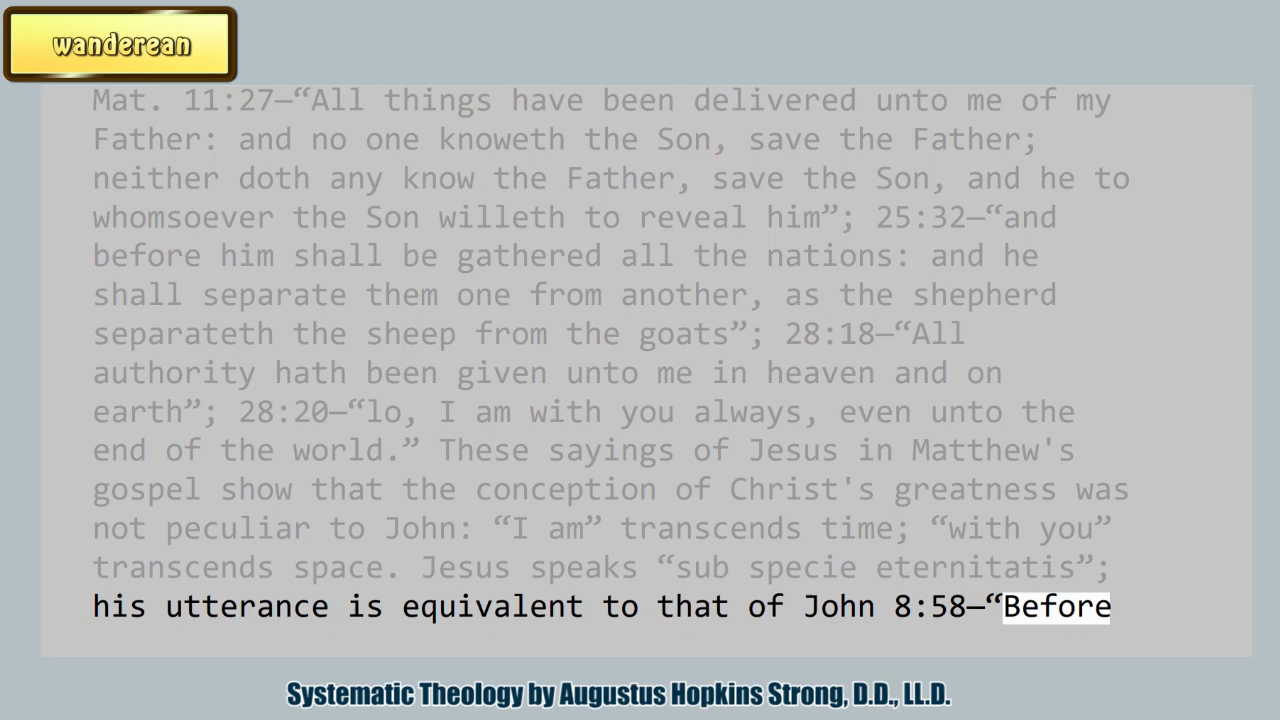 wanderean
Mat. 11:27—“All things have been delivered unto me of my
Father: and no one knoweth the Son, save the Father;
neither doth any know the Father, save the Son, and he to
whomsoever the Son willeth to reveal him”; 25:32—“and
before him shall be gathered all the nations: and he
shall separate them one from another, as the shepherd
separateth the sheep from the goats”; 28:18—“All
authority hath been given unto me in heaven and on
earth”; 28:20—“lo, I am with you always, even unto the
end of the world.” These sayings of Jesus in Matthew's
gospel show that the conception of Christ's greatness was
not peculiar to John: “I am” transcends time; “with you”
transcends space. Jesus speaks “sub specie eternitatis”;
his utterance is equivalent to that of John 8:58—“Before
Systematic Theology by Augustus Hopkins Strong, D.D., LL.D.